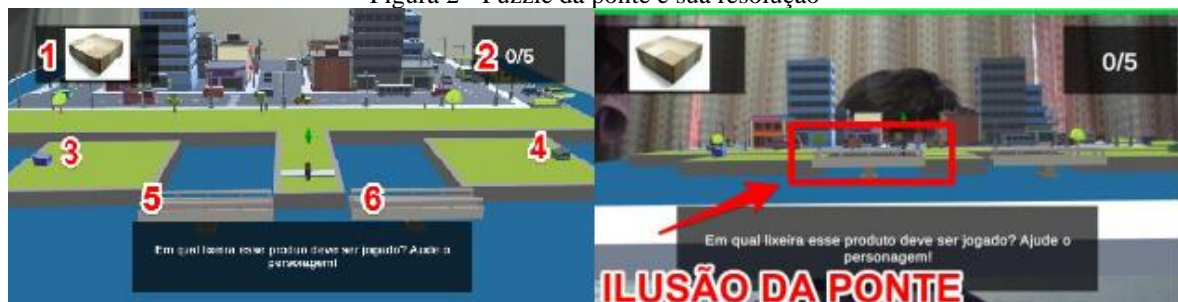 Figura 2 - Puzzle da ponte e sua resolução
1
2
0/5
3
4
5
6
Em qual lixeira esse produto deve ser jogado? Ajude o
personagem!
0/5
Em qual lixeira esse produto deve ser jogado? Ajude o
personagem!
ILUSÃO DA PONTE